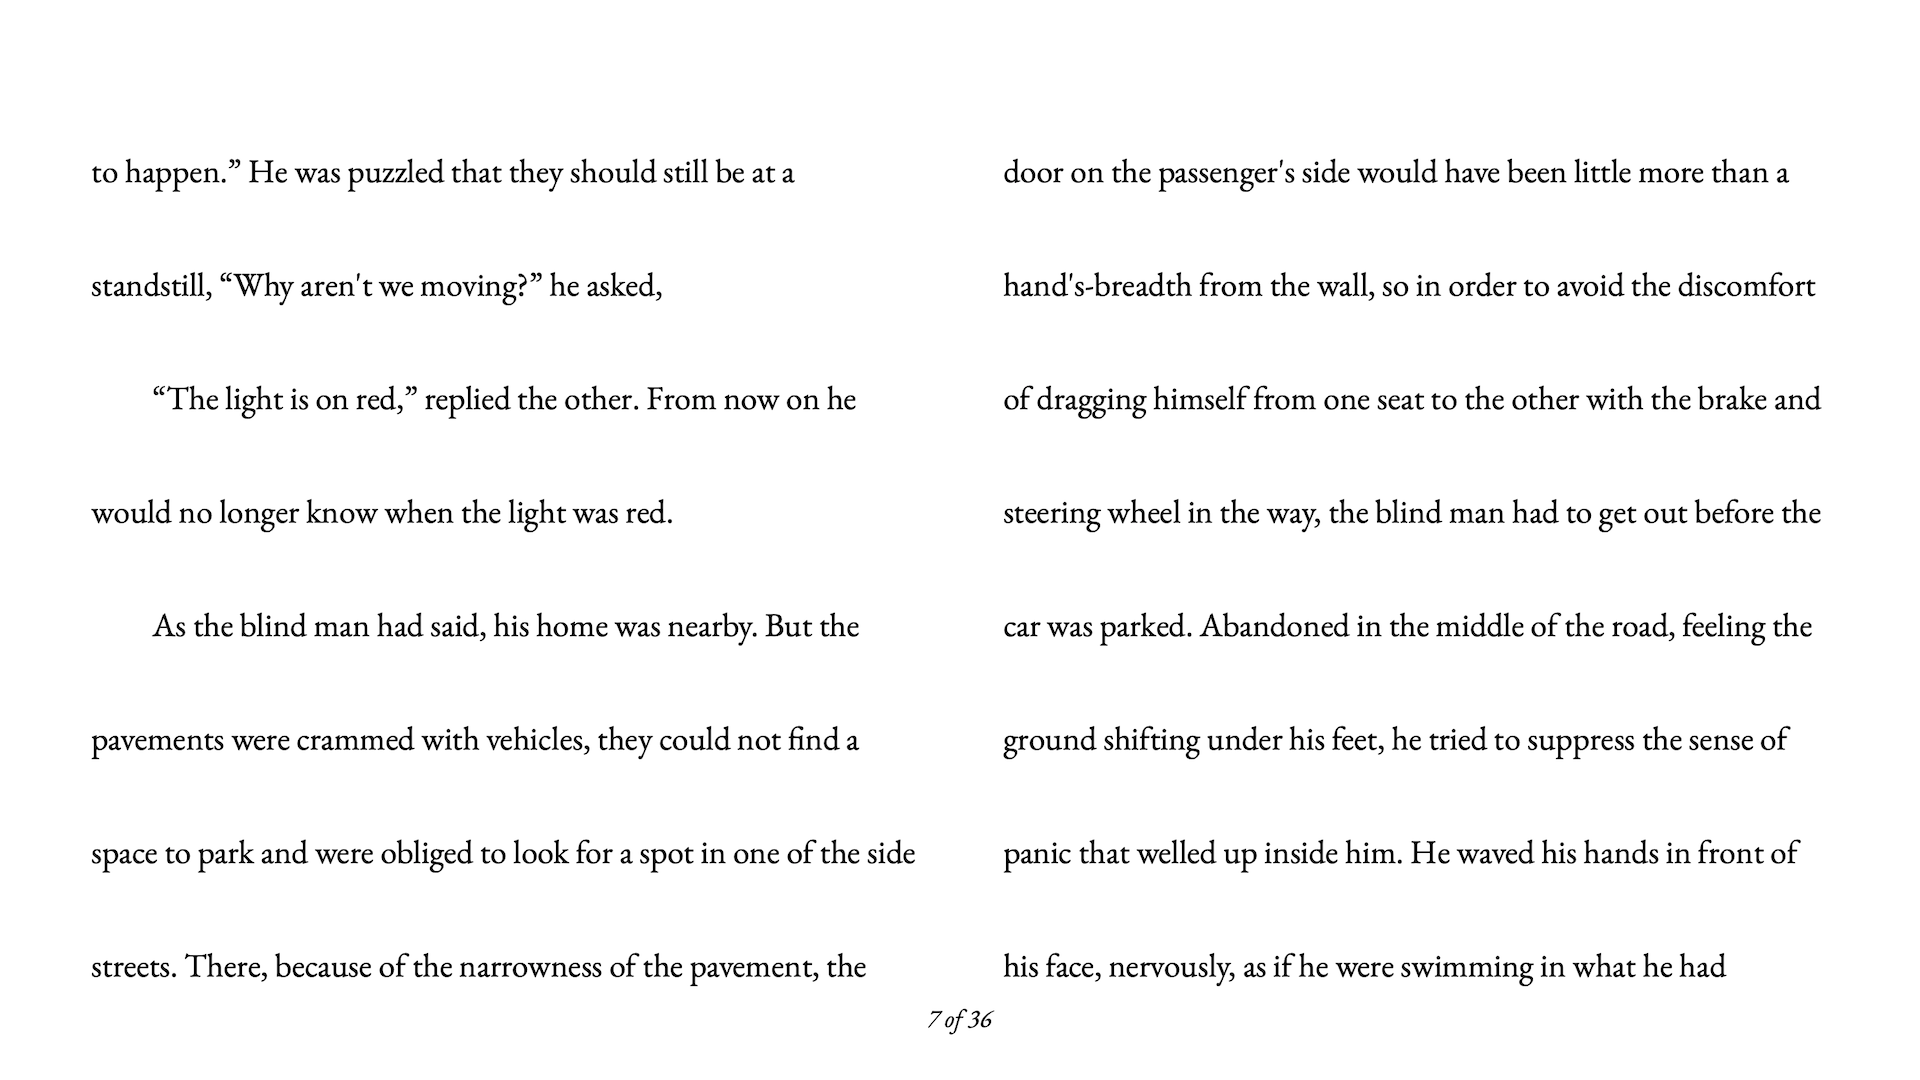 to happen.” He was puzzled that they should still be at a
standstill, “Why aren't we moving?” he asked,
“The light is on red,” replied the other. From now on he
would no longer know when the light was red.
As the blind man had said, his home was nearby. But the
pavements were crammed with vehicles, they could not find a
space to park and were obliged to look for a spot in one of the side
streets. There, because of the narrowness of the pavement, the
door on the passenger's side would have been little more than a
hand's-breadth from the wall, so in order to avoid the discomfort
of dragging himself from one seat to the other with the brake and
steering wheel in the way, the blind man had to get out before the
car was parked. Abandoned in the middle of the road, feeling the
ground shifting under his feet, he tried to suppress the sense of
panic that welled up inside him. He waved his hands in front of
his face, nervously, as if he were swimming in what he had
7 of 36